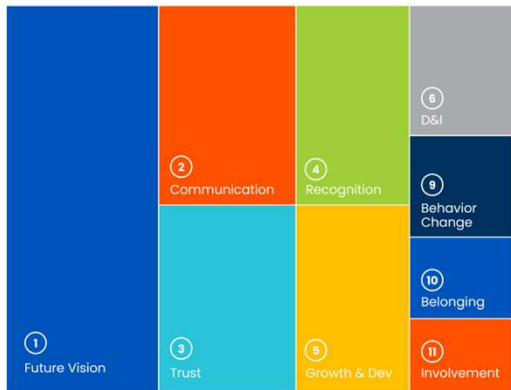 1
Future Vision
2
Communication
3
Trust
4
Recognition
5
Growth & Dev
6
D&I
9
Behavior
Change
10
Belonging
11
Involvement